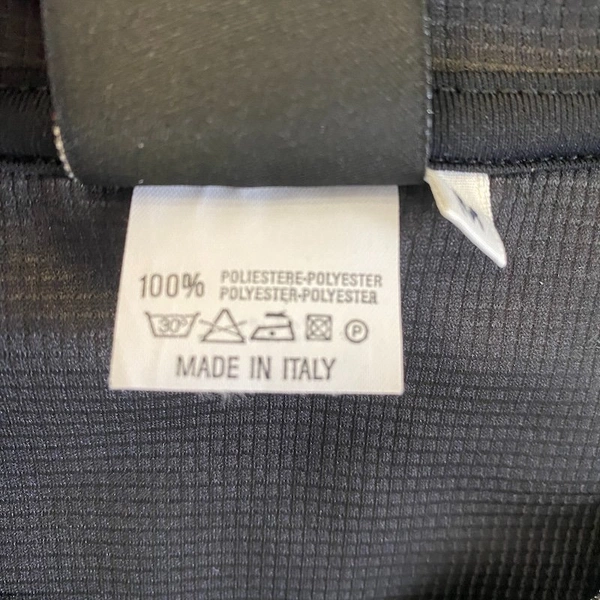 100% POLIESTERE-POLYESTER
POLYESTER-POLYESTER
30° P
MADE IN ITALY